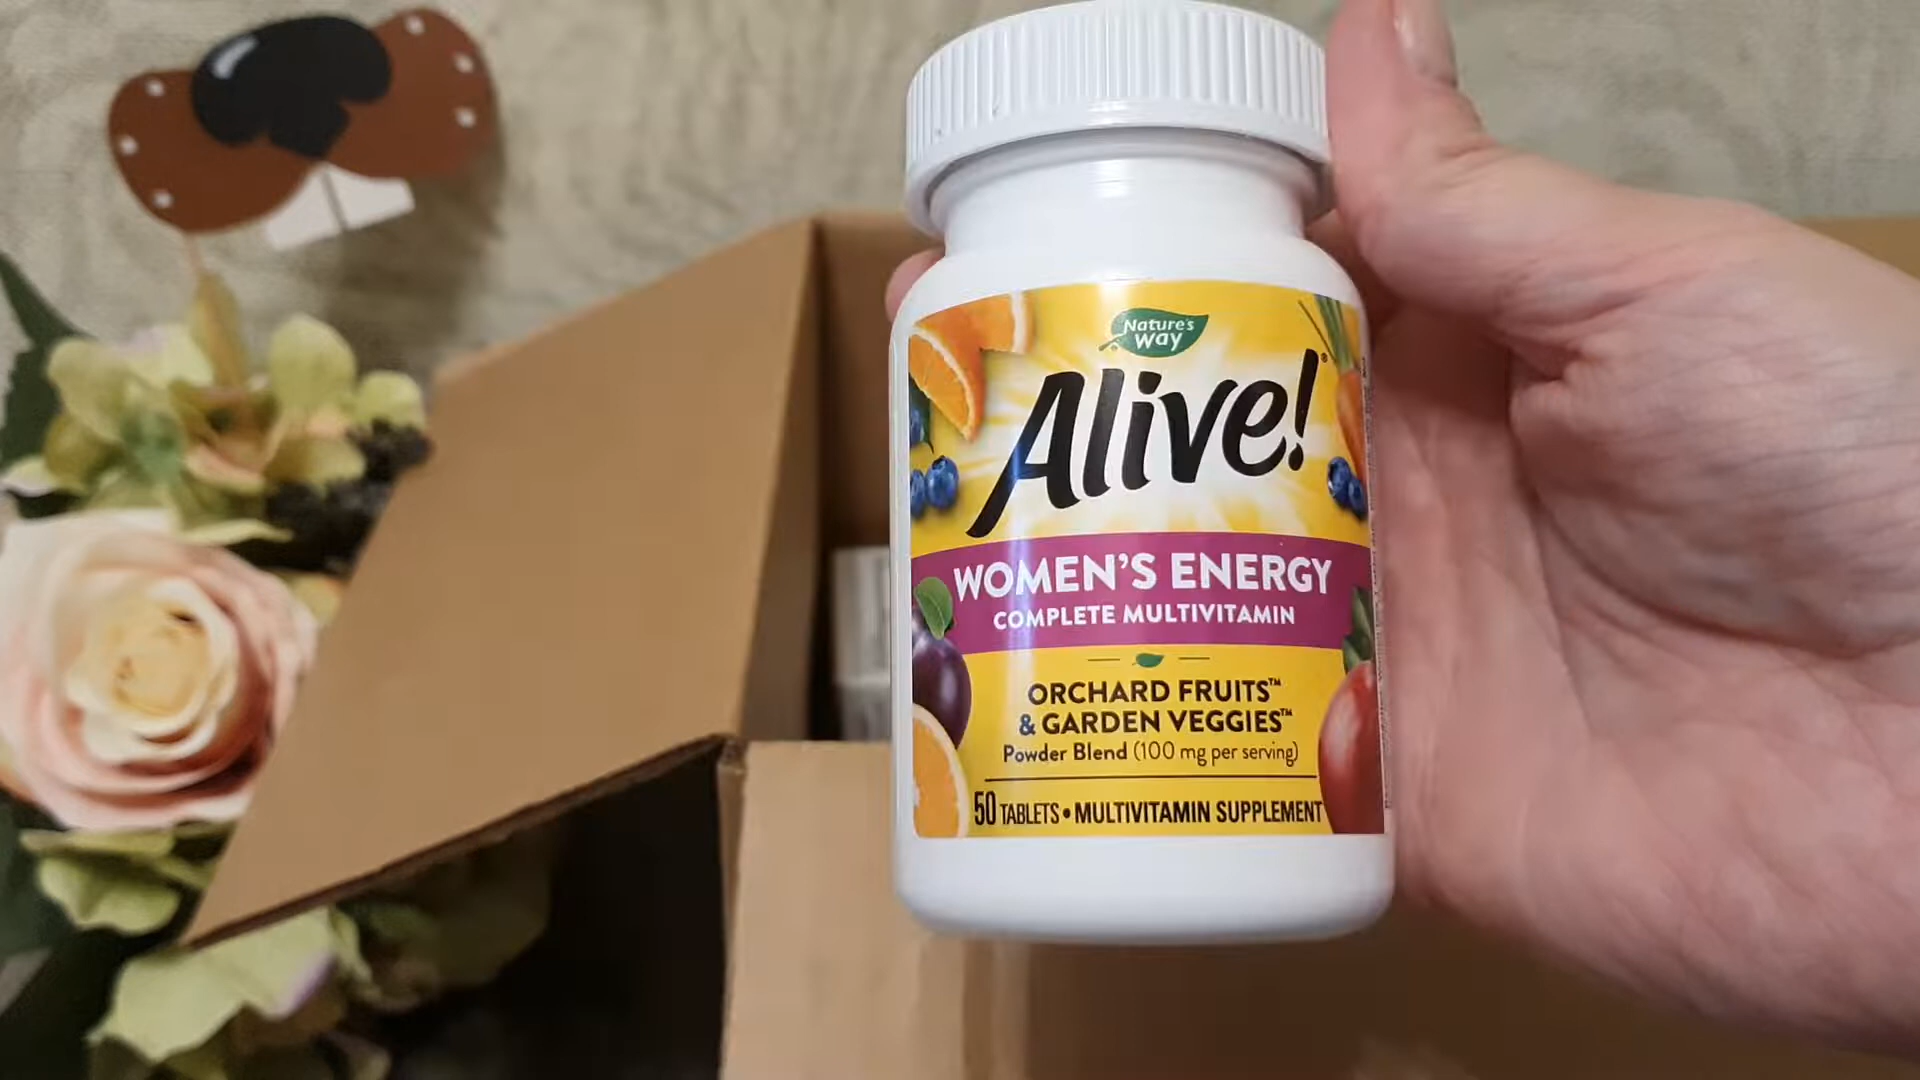 Nature's
Way
Alive!®
WOMEN'S ENERGY
COMPLETE MULTIVITAMIN
ORCHARD FRUITS™
& GARDEN VEGGIES™
Powder Blend (100 mg per serving)
50 TABLETS • MULTIVITAMIN SUPPLEMENT